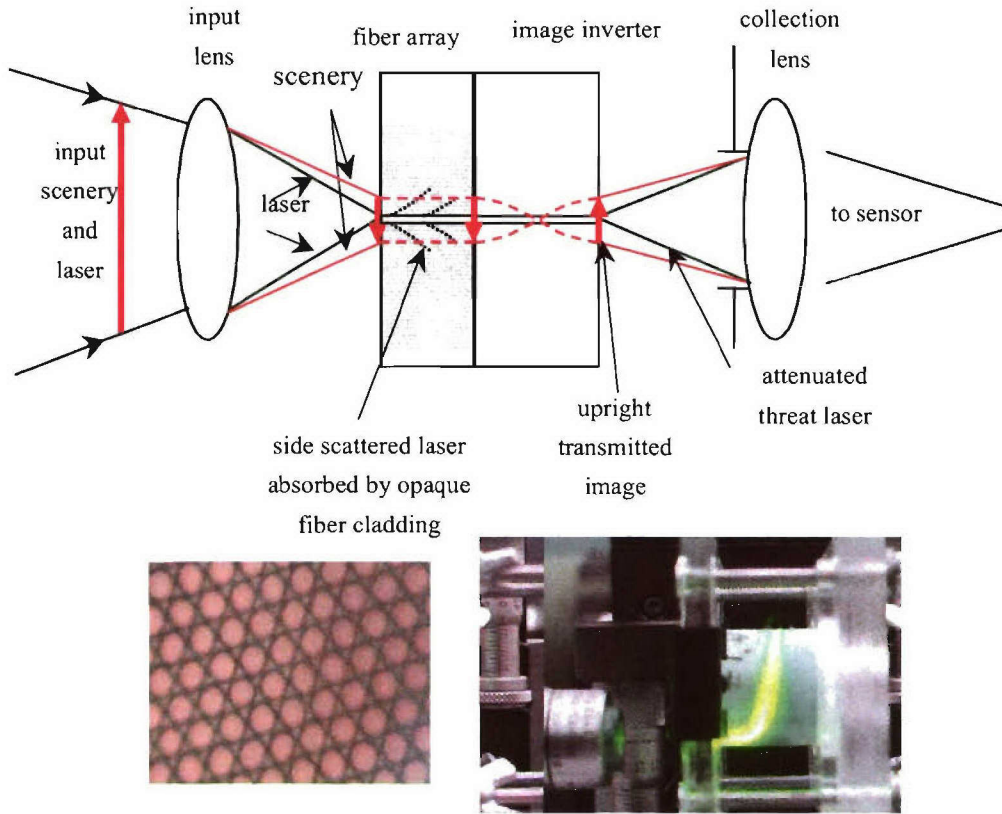 input
lens
fiber array
image inverter
collection
lens
scenery
input
scenery
and
laser
laser
to sensor
side scattered laser
absorbed by opaque
fiber cladding
upright
transmitted
image
attenuated
threat laser